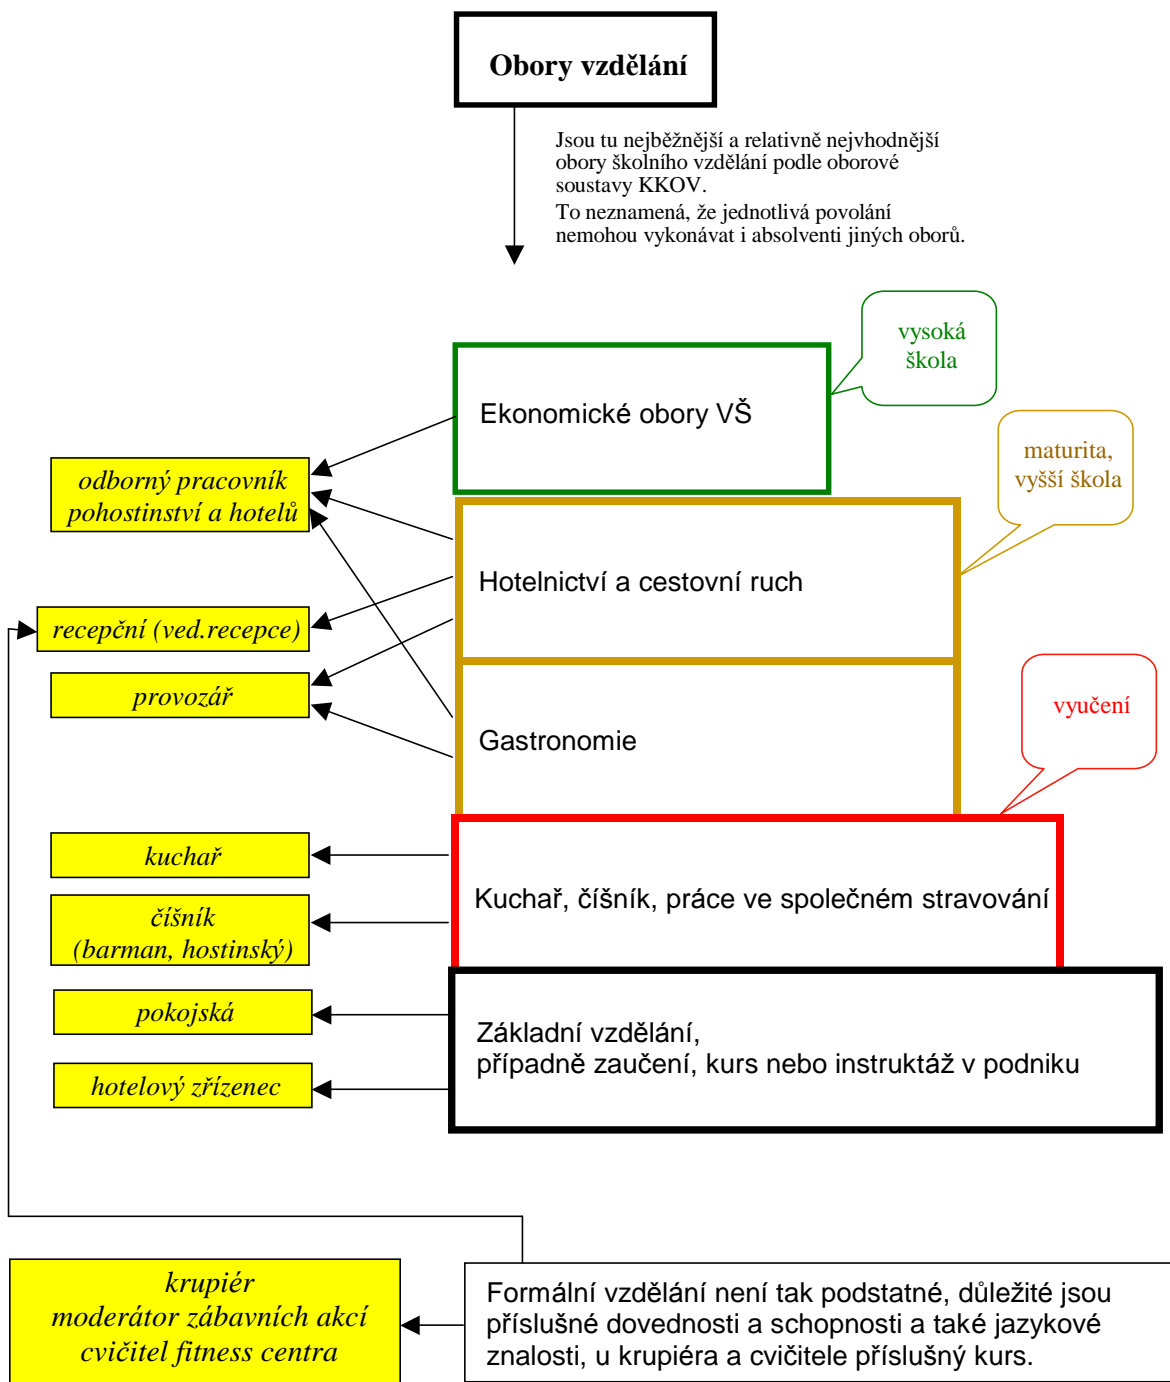 Obory vzdělání
Jsou tu nejběžnější a relativně nejvhodnější
obory školního vzdělání podle oborové
soustavy KKOV.
To neznamená, že jednotlivá povolání
nemohou vykonávat i absolventi jiných oborů.
vysoká
škola
Ekonomické obory VŠ
maturita,
vyšší škola
odborný pracovník
pohostinství a hotelů
Hotelnictví a cestovní ruch
recepční (ved.recepce)
provozář
vyučení
Gastronomie
kuchař
Kuchař, číšník, práce ve společném stravování
číšník
(barman, hostinský)
pokojská
Základní vzdělání,
případně zaučení, kurs nebo instruktáž v podniku
hotelový zřízenec
krupiér
moderátor zábavních akcí
cvičitel fitness centra
Formální vzdělání není tak podstatné, důležité jsou
příslušné dovednosti a schopnosti a také jazykové
znalosti, u krupiéra a cvičitele příslušný kurs.